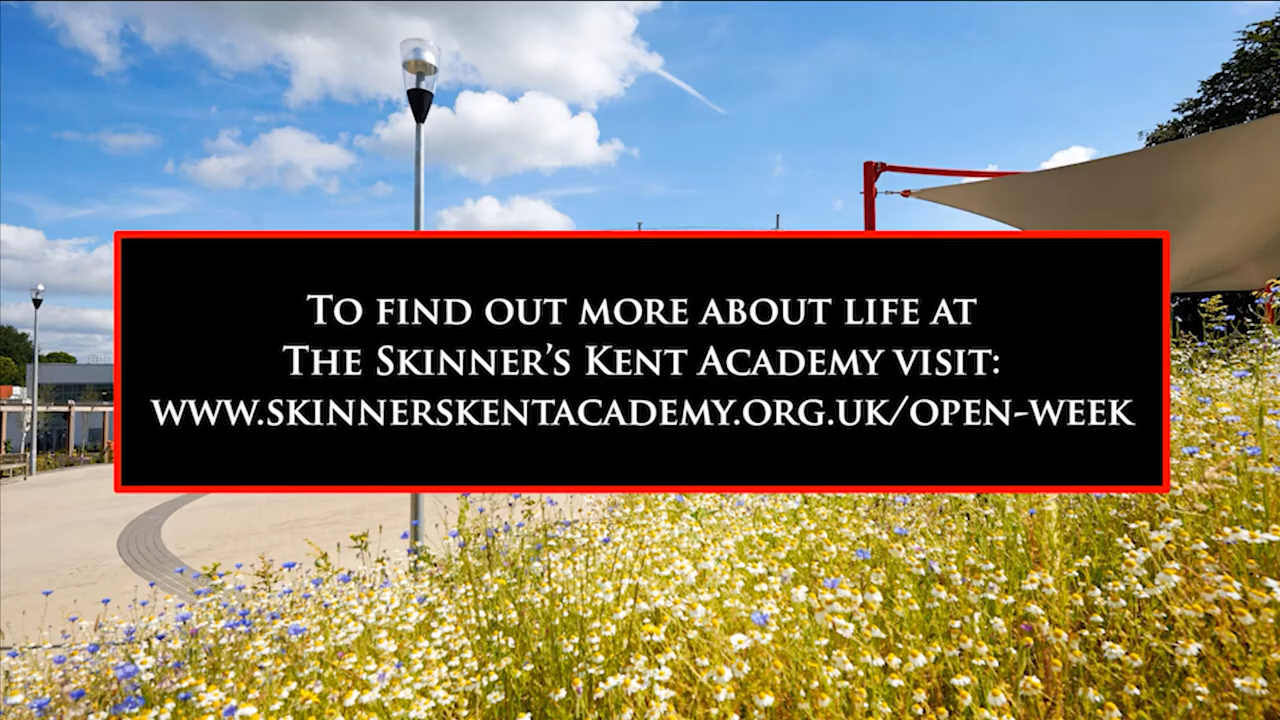 To find out more about life at
The Skinner's Kent Academy visit:
www.skinnerskentacademy.org.uk/open-week